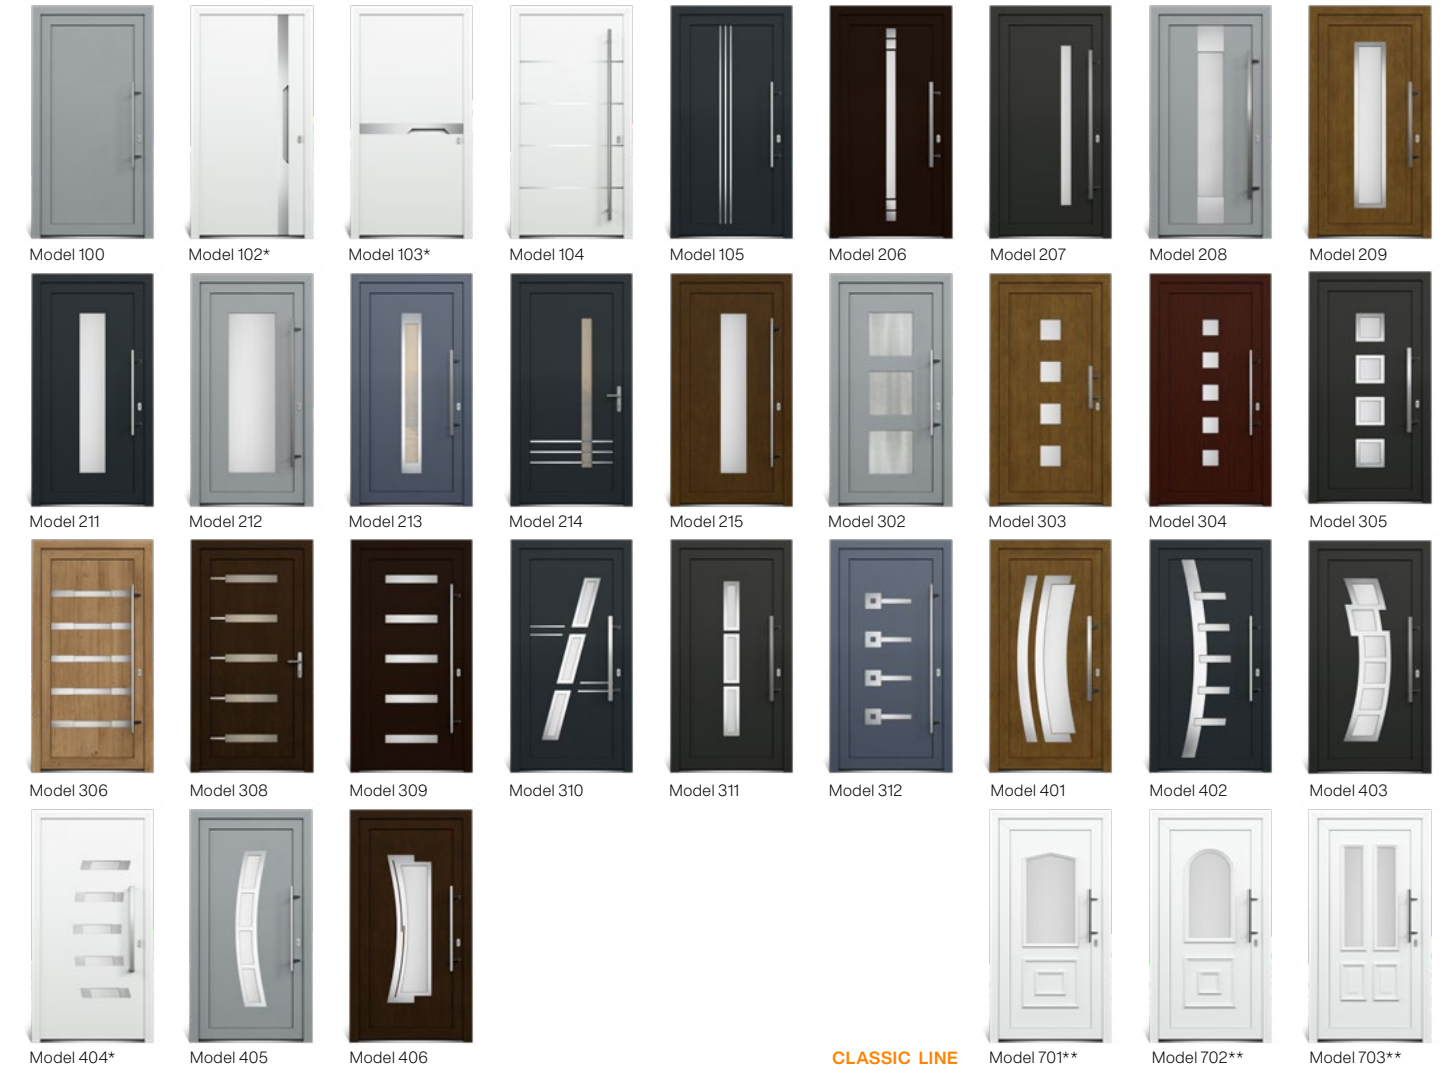 Model 100
Model 102*
Model 103*
Model 104
Model 105
Model 206
Model 207
Model 208
Model 209
Model 211
Model 212
Model 213
Model 214
Model 215
Model 302
Model 303
Model 304
Model 305
Model 306
Model 308
Model 309
Model 310
Model 311
Model 312
Model 401
Model 402
Model 403
Model 404*
Model 405
Model 406
CLASSIC LINE
Model 701**
Model 702**
Model 703**